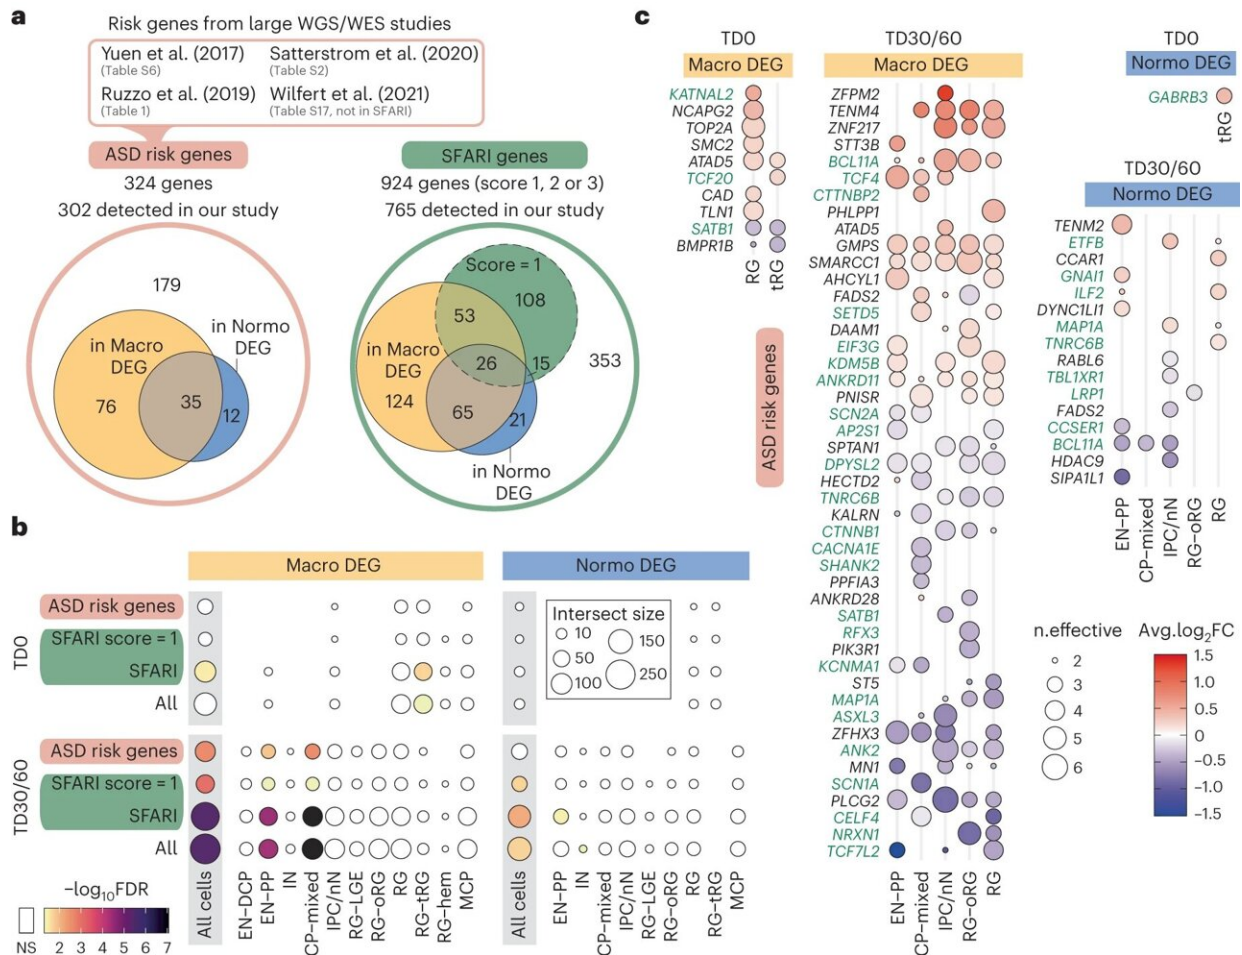 a
Risk genes from large WGS/WES studies
Yuen et al. (2017)
(Table S6)
Satterstrom et al. (2020)
(Table S2)
Ruzzo et al. (2019)
(Table 1)
Wilfert et al. (2021)
(Table S17, not in SFARI)
ASD risk genes
324 genes
302 detected in our study
179
in Macro
DEG
in Normo
DEG
76
35
12
SFARI genes
924 genes (score 1, 2 or 3)
765 detected in our study
Score = 1
108
53
in Macro
DEG
26
15
353
124
65
21
in Normo
DEG
b
Macro DEG
Normo DEG
TD0
ASD risk genes
SFARI score = 1
SFARI
All
Intersect size
10
50
100
150
250
TD30/60
ASD risk genes
SFARI score = 1
SFARI
All
All cells
EN-DCP
EN-PP
IN
CP-mixed
IPC/nN
RG-LGE
RG-oRG
RG
RG-tRG
RG-hem
MCP
All cells
EN-PP
IN
CP-mixed
IPC/nN
RG-LGE
RG-oRG
RG
RG-tRG
MCP
−log10FDR
NS
2 3 4 5 6 7
c
TD0
Macro DEG
KATNAL2
NCAPG2
TOP2A
SMC2
ATAD5
TCF20
CAD
TLN1
SATB1
BMPR1B
RG
tRG
ASD risk genes
TD30/60
Macro DEG
ZFPM2
TENM4
ZNF217
STT3B
BCL11A
TCF4
CTTNBP2
PHLPP1
ATAD5
GMPS
SMARCC1
AHCYL1
FADS2
SETD5
DAAM1
EIF3G
KDM5B
ANKRD11
PNISR
SCN2A
AP2S1
SPTAN1
DPYSL2
HECTD2
TNRC6B
KALRN
CTNNB1
CACNA1E
SHANK2
PPFIA3
ANKRD28
SATB1
RFX3
PIK3R1
KCNMA1
ST5
MAP1A
ASXL3
ZFHX3
ANK2
MN1
SCN1A
PLCG2
CELF4
NRXN1
TCF7L2
EN-PP
CP-mixed
IPC/nN
RG-oRG
RG
TD0
Normo DEG
GABRB3
tRG
TD30/60
Normo DEG
TENM2
ETFB
CCAR1
GNAI1
ILF2
DYNC1LI1
MAP1A
TNRC6B
RABL6
TBL1XR1
LRP1
FADS2
CCSER1
BCL11A
HDAC9
SIPA1L1
EN-PP
CP-mixed
IPC/nN
RG-oRG
RG
n.effective
2
3
4
5
6
Avg.log2FC
1.5
1.0
0.5
0
−0.5
−1.0
−1.5